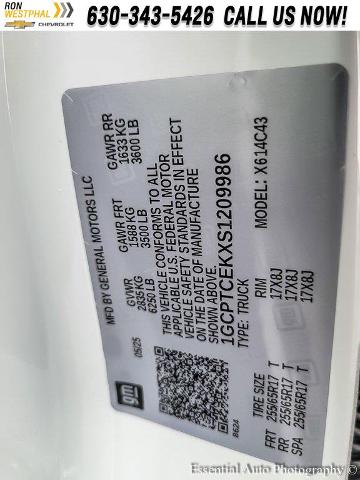 RON
WESTPHAL
CHEVROLET
630-343-5426
CALL US NOW!
MFD BY GENERAL MOTORS LLC
05/25
GVWR
2835 KG
6250 LB
GAWR FRT
1588 KG
3500 LB
GAWR RR
1633 KG
3600 LB
THIS VEHICLE CONFORMS TO ALL
APPLICABLE U.S. FEDERAL MOTOR
VEHICLE SAFETY STANDARDS IN EFFECT
ON THE DATE OF MANUFACTURE
SHOWN ABOVE.
1GCPTCEKXS1209986
TYPE: TRUCK
MODEL: X614C43
gm
B624
TIRE SIZE RIM
FRT 255/65R17 T 17X8J
RR 255/65R17 T 17X8J
SPA 255/65R17 T 17X8J
Essential Auto Photography ©